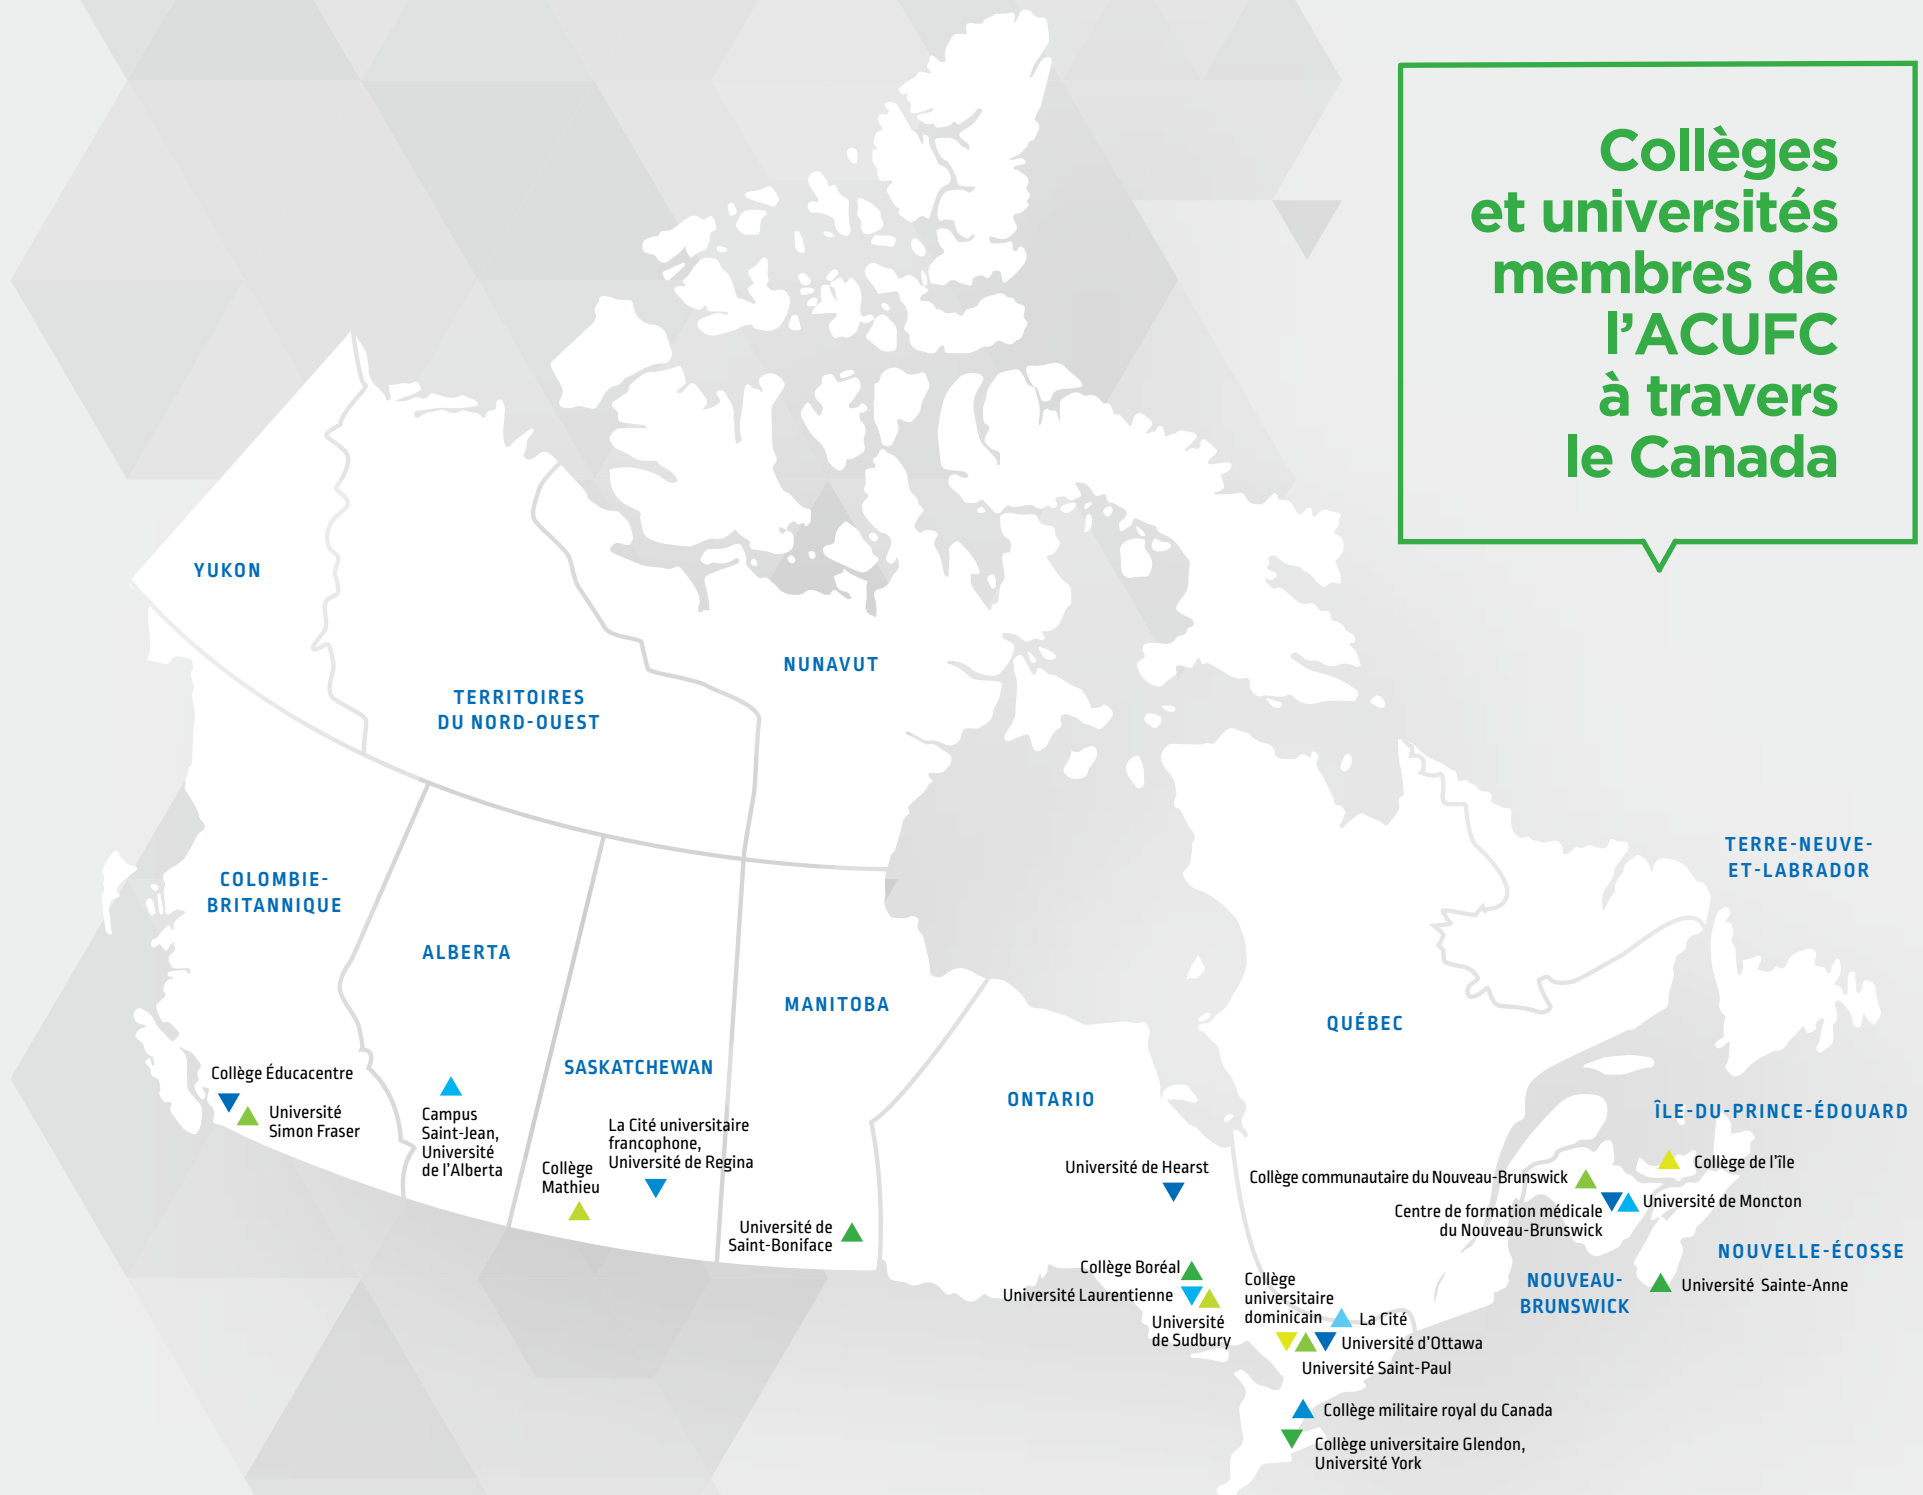 Collèges
et universités
membres de
l'ACUFC
à travers
le Canada
YUKON
TERRITOIRES
DU NORD-OUEST
NUNAVUT
COLOMBIE-
BRITANNIQUE
ALBERTA
SASKATCHEWAN
MANITOBA
ONTARIO
QUÉBEC
TERRE-NEUVE-
ET-LABRADOR
ÎLE-DU-PRINCE-ÉDOUARD
NOUVELLE-ÉCOSSE
NOUVEAU-
BRUNSWICK
Collège Éducacentre
Université
Simon Fraser
Campus
Saint-Jean,
Université
de l'Alberta
Collège
Mathieu
La Cité universitaire
francophone,
Université de Regina
Université de
Saint-Boniface
Université de Hearst
Collège Boréal
Université Laurentienne
Université
de Sudbury
Collège
universitaire
dominicain
La Cité
Université d'Ottawa
Université Saint-Paul
Collège militaire royal du Canada
Collège universitaire Glendon,
Université York
Collège communautaire du Nouveau-Brunswick
Centre de formation médicale
du Nouveau-Brunswick
Université de Moncton
Collège de l'île
Université Sainte-Anne